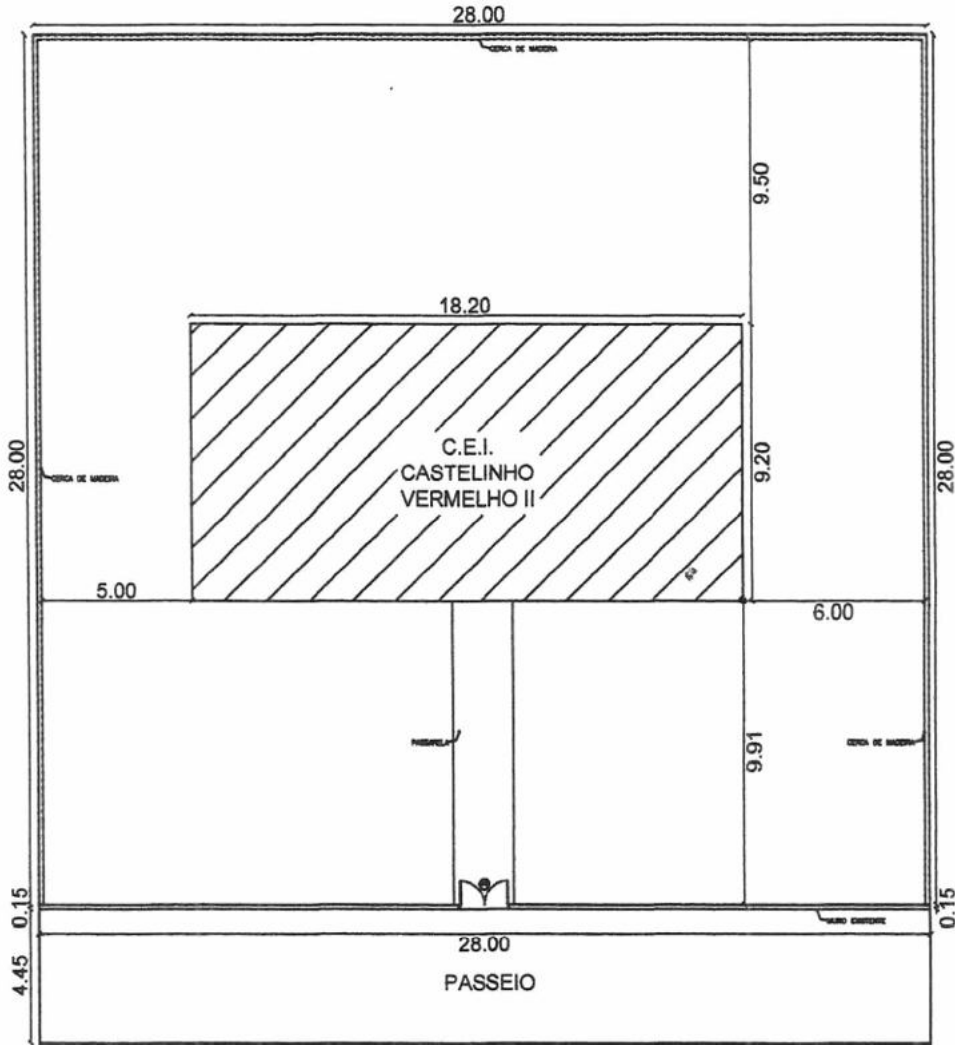 28.00
CERCA DE MADEIRA
9.50
18.20
28.00
CERCA DE MADEIRA
C.E.I.
CASTELINHO
VERMELHO II
9.20
28.00
5.00
6.00
PASSARELA
9.91
CERCA DE MADEIRA
0.15
0.15
MURO EXISTENTE
28.00
4.45
PASSEIO